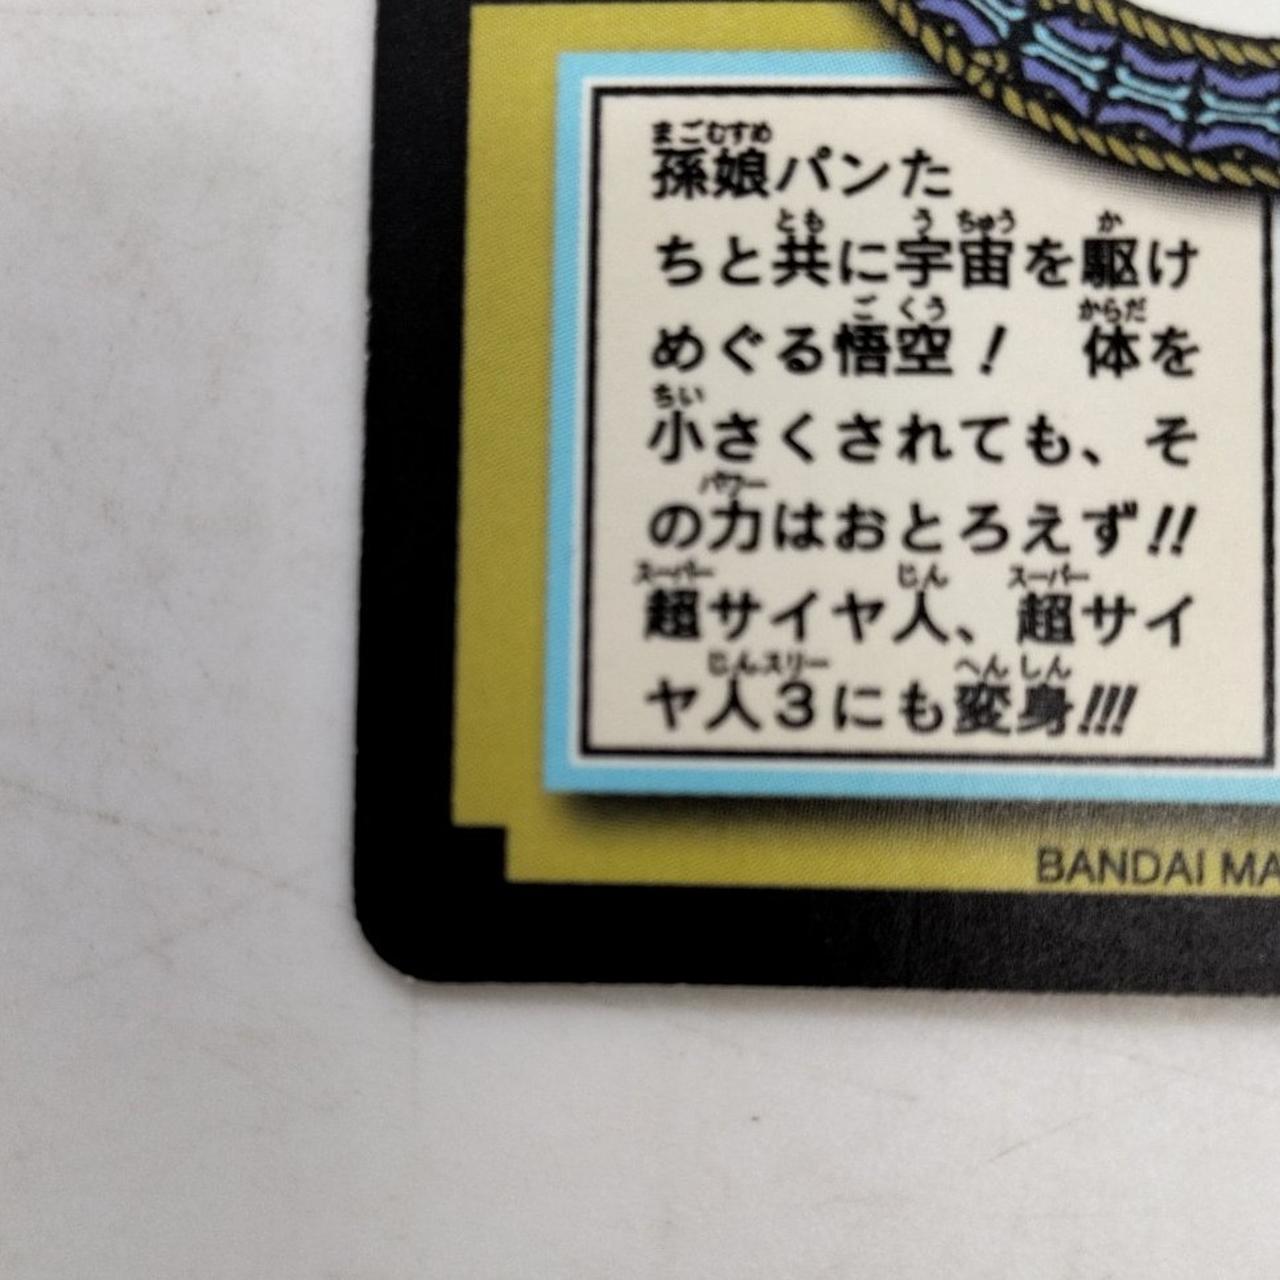 孫娘パンた
ちと共に宇宙を駆け
めぐる悟空！　体を
小さくされても、そ
の力はおとろえず!!
超サイヤ人、超サイ
ヤ人3にも変身!!!
BANDAI MA